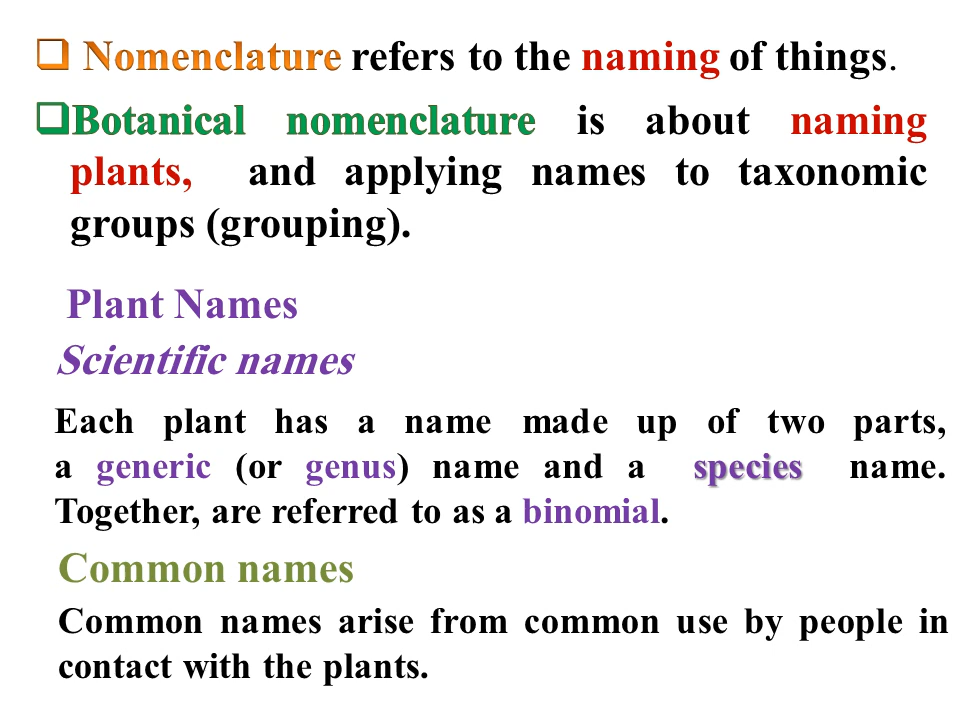 ❑ Nomenclature refers to the naming of things.
❑Botanical nomenclature is about naming
plants, and applying names to taxonomic
groups (grouping).
Plant Names
Scientific names
Each plant has a name made up of two parts,
a generic (or genus) name and a species name.
Together, are referred to as a binomial.
Common names
Common names arise from common use by people in
contact with the plants.